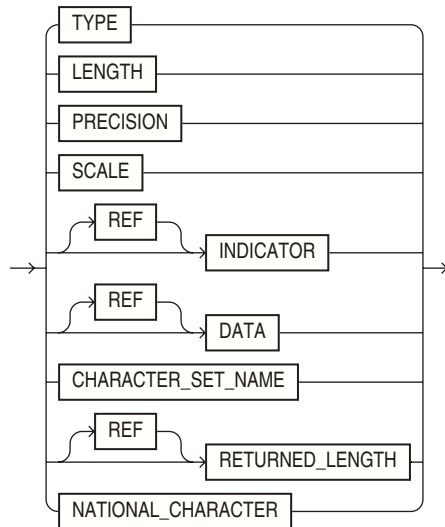 TYPE
LENGTH
PRECISION
SCALE
REF
INDICATOR
REF
DATA
CHARACTER_SET_NAME
REF
RETURNED_LENGTH
NATIONAL_CHARACTER